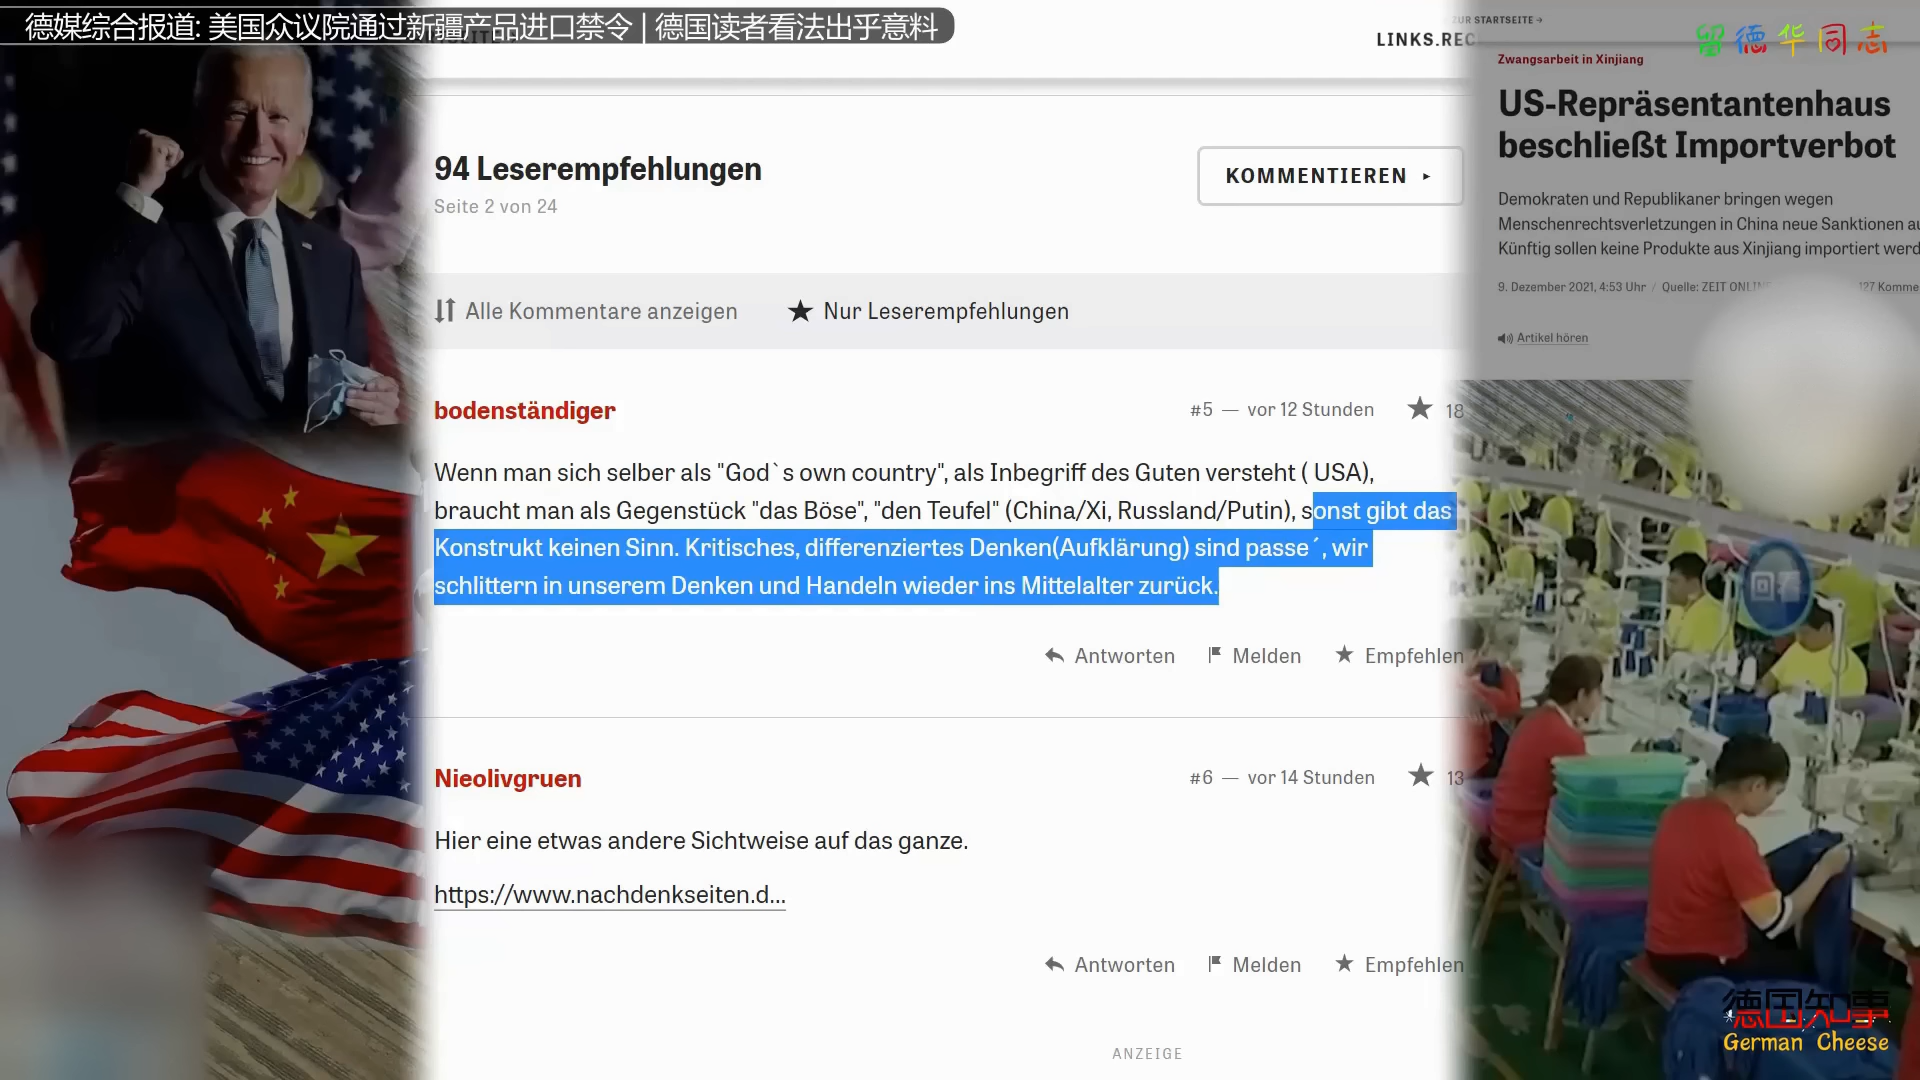 德媒综合报道: 美国众议院通过新疆产品进口禁令 | 德国读者看法出乎意料
ZUR STARTSEITE
LINKS.REC
留德华同志
Zwangsarbeit in Xinjiang
US-Repräsentantenhaus
beschließt Importverbot
Demokraten und Republikaner bringen wegen
Menschenrechtsverletzungen in China neue Sanktionen au
Künftig sollen keine Produkte aus Xinjiang importiert werd
9. Dezember 2021, 4:53 Uhr / Quelle: ZEIT ONLINE 127 Komme
Artikel hören
94 Leserempfehlungen
Seite 2 von 24
KOMMENTIEREN
Alle Kommentare anzeigen
Nur Leserempfehlungen
bodenständiger
#5 — vor 12 Stunden
18
Wenn man sich selber als "God`s own country", als Inbegriff des Guten versteht ( USA),
braucht man als Gegenstück "das Böse", "den Teufel" (China/Xi, Russland/Putin), sonst gibt das
Konstrukt keinen Sinn. Kritisches, differenziertes Denken(Aufklärung) sind passe´, wir
schlittern in unserem Denken und Handeln wieder ins Mittelalter zurück.
Antworten Melden Empfehlen
Nieolivgruen
#6 — vor 14 Stunden
13
Hier eine etwas andere Sichtweise auf das ganze.
https://www.nachdenkseiten.d...
Antworten Melden Empfehlen
ANZEIGE
回看
德国知事
German Cheese